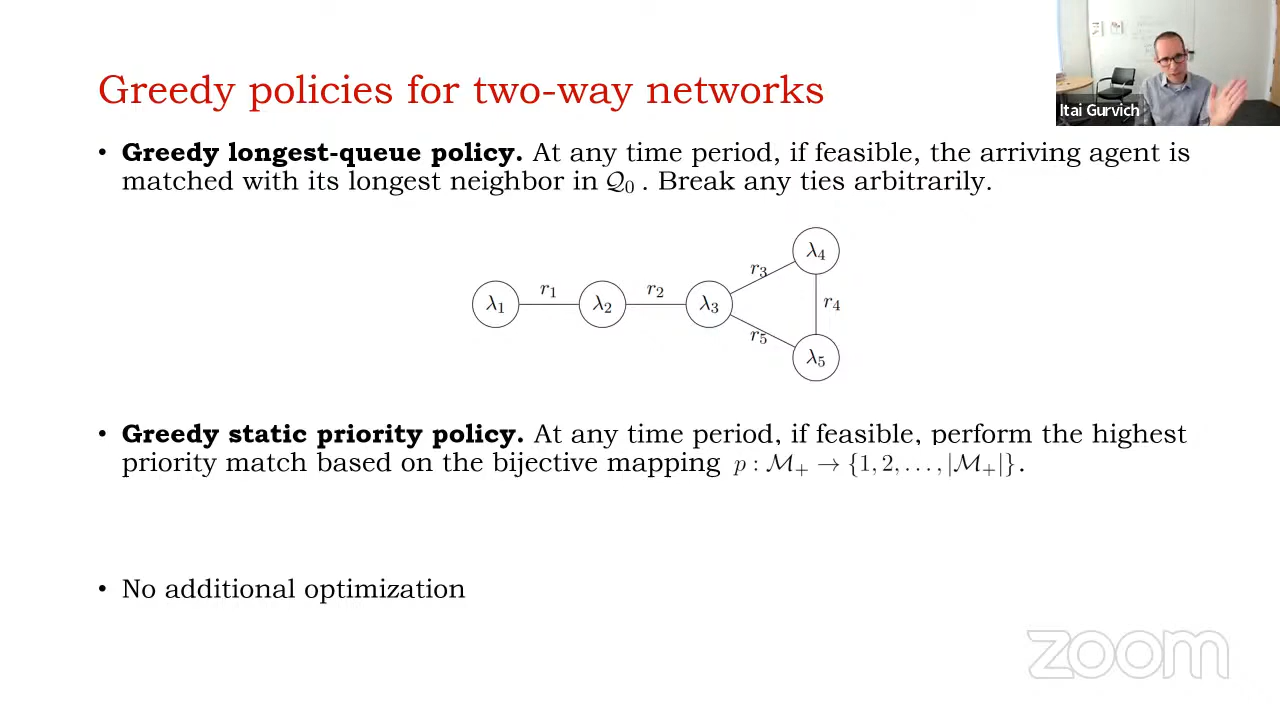 Greedy policies for two-way networks
Itai Gurvich
• Greedy longest-queue policy. At any time period, if feasible, the arriving agent is
matched with its longest neighbor in 𝒬₀ . Break any ties arbitrarily.
λ₁ r₁ λ₂ r₂ λ₃ r₃ λ₄
r₄
r₅ λ₅
• Greedy static priority policy. At any time period, if feasible, perform the highest
priority match based on the bijective mapping p : ℳ₊ → {1, 2, . . . , |ℳ₊|}.
• No additional optimization
zoom